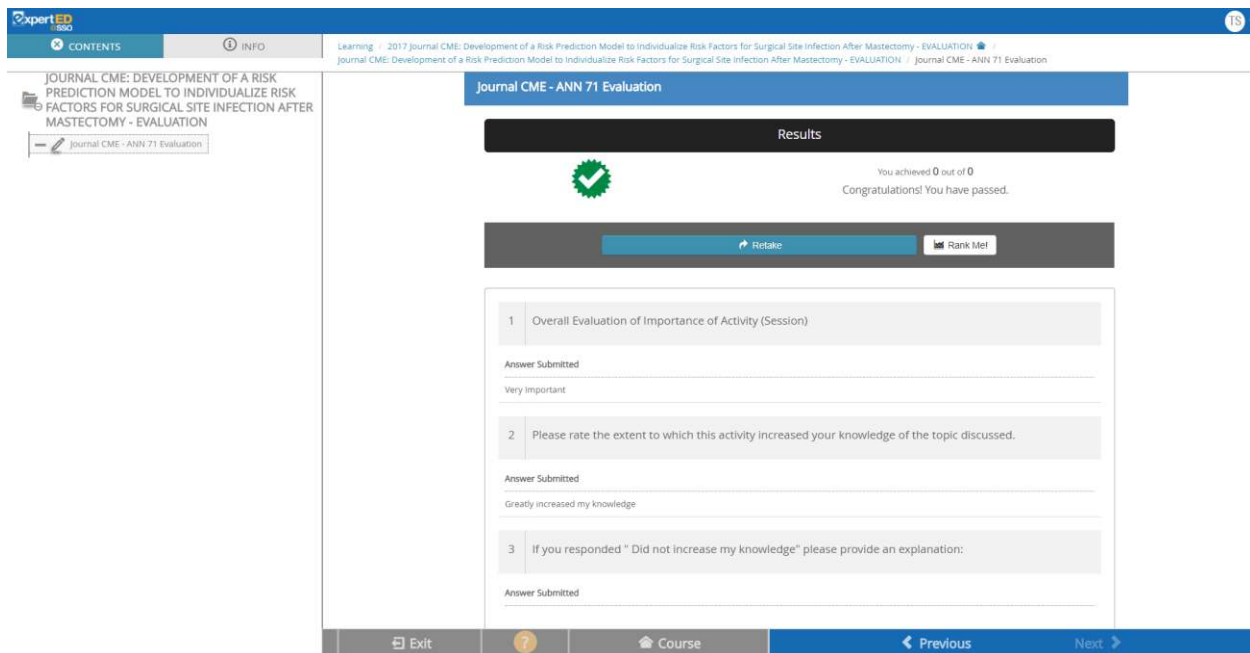 ExpertED
@SSO
TS
CONTENTS
INFO
Learning / 2017 Journal CME: Development of a Risk Prediction Model to Individualize Risk Factors for Surgical Site Infection After Mastectomy - EVALUATION /
Journal CME: Development of a Risk Prediction Model to Individualize Risk Factors for Surgical Site Infection After Mastectomy - EVALUATION / Journal CME - ANN 71 Evaluation
JOURNAL CME: DEVELOPMENT OF A RISK
PREDICTION MODEL TO INDIVIDUALIZE RISK
FACTORS FOR SURGICAL SITE INFECTION AFTER
MASTECTOMY - EVALUATION
Journal CME - ANN 71 Evaluation
Journal CME - ANN 71 Evaluation
Results
You achieved 0 out of 0
Congratulations! You have passed.
Retake
Rank Me!
1 Overall Evaluation of Importance of Activity (Session)
Answer Submitted
Very Important
2 Please rate the extent to which this activity increased your knowledge of the topic discussed.
Answer Submitted
Greatly increased my knowledge
3 If you responded " Did not increase my knowledge" please provide an explanation:
Answer Submitted
Exit
?
Course
Previous
Next